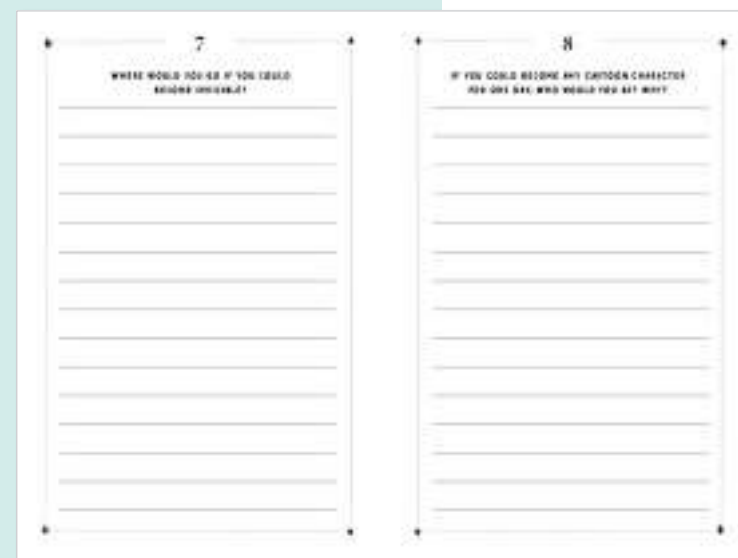 7
WHERE WOULD YOU GO IF YOU COULD
BECOME INVISIBLE?
8
IF YOU COULD BECOME ANY CARTOON CHARACTER
FOR ONE DAY, WHO WOULD YOU BE? WHY?